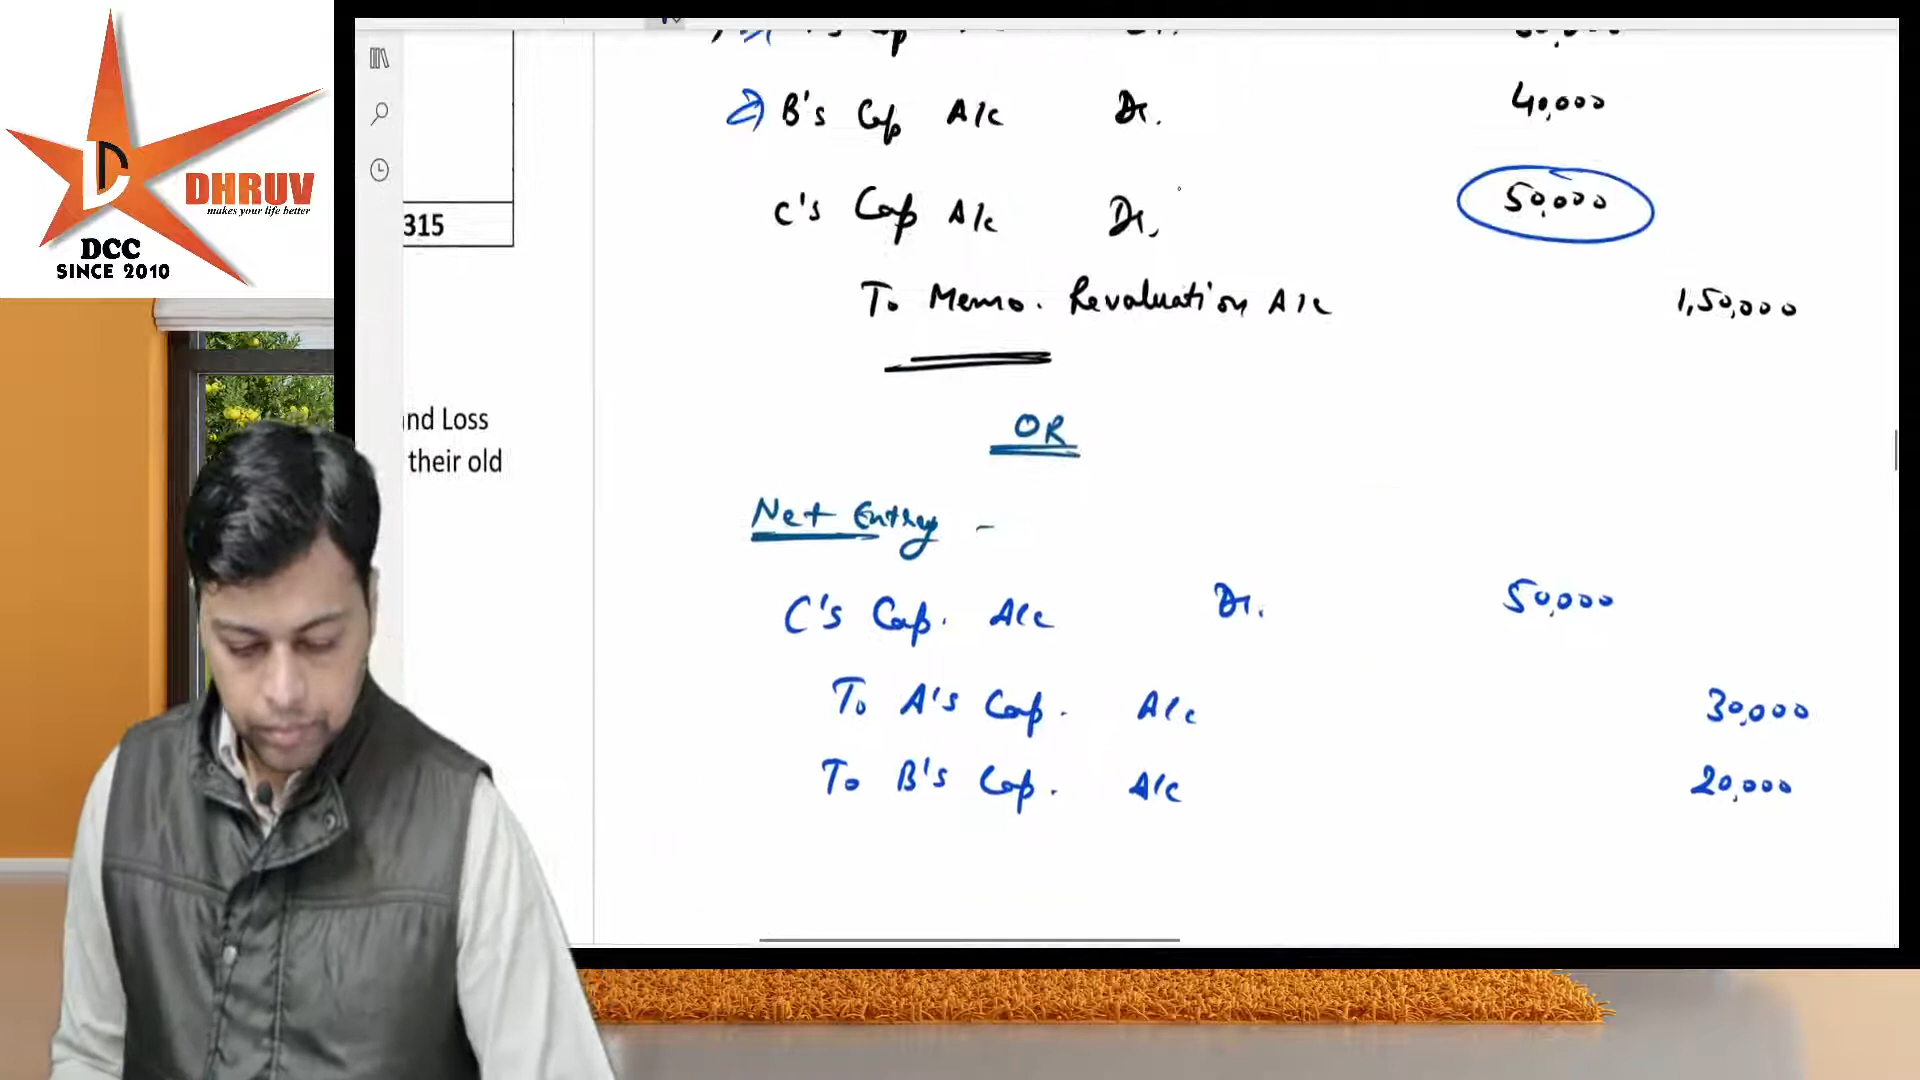 DC
DHRUV
makes your life better
DCC
SINCE 2010
315
nd Loss
their old
40,000
2) B's Cap A/c Dr.
50,000
C's Cap A/c Dr.
To Memo. Revaluation A/c 1,50,000
OR
Net Entry -
C's Cap. A/c Dr. 50,000
To A's Cap. A/c 30,000
To B's Cap. A/c 20,000